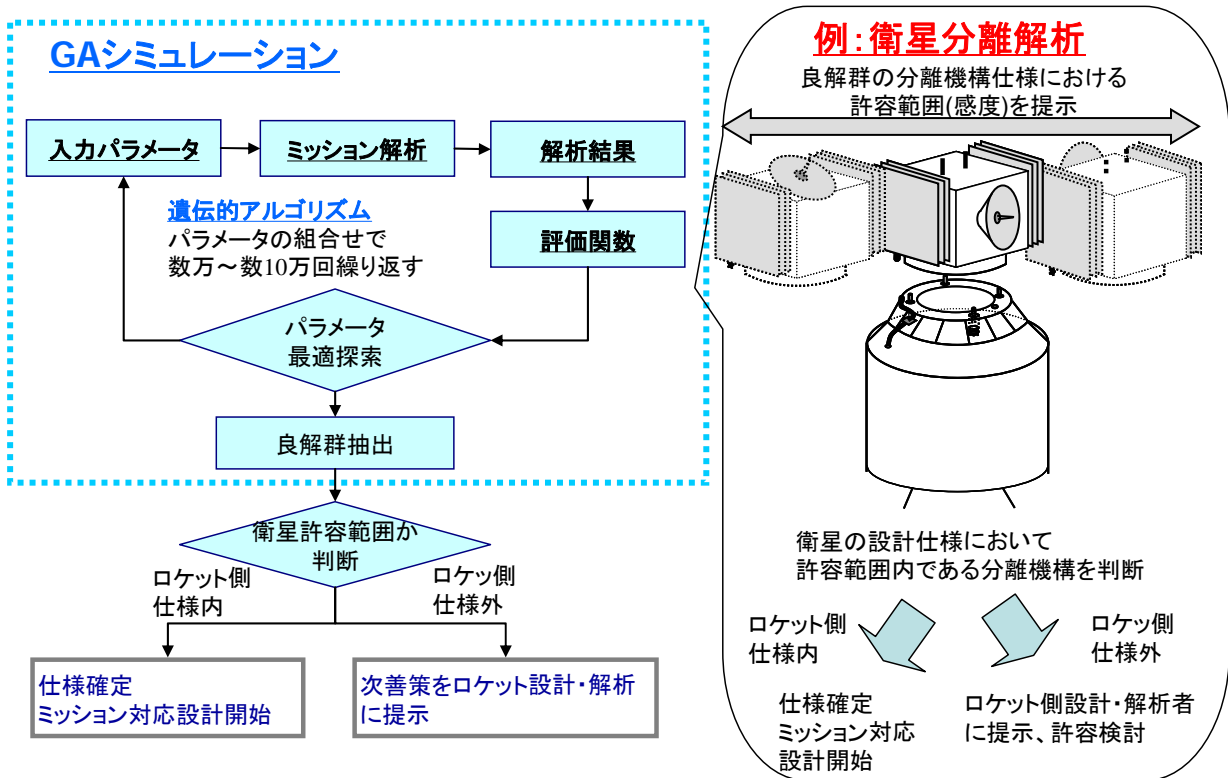 GAシミュレーション
入力パラメータ
ミッション解析
解析結果
遺伝的アルゴリズム
パラメータの組合せで
数万～数10万回繰り返す
評価関数
パラメータ
最適探索
良解群抽出
衛星許容範囲か
判断
ロケット側
仕様内
ロケッ側
仕様外
仕様確定
ミッション対応設計開始
次善策をロケット設計・解析
に提示
例：衛星分離解析
良解群の分離機構仕様における
許容範囲(感度)を提示
衛星の設計仕様において
許容範囲内である分離機構を判断
ロケット側
仕様内
ロケッ側
仕様外
仕様確定
ミッション対応
設計開始
ロケット側設計・解析者
に提示、許容検討